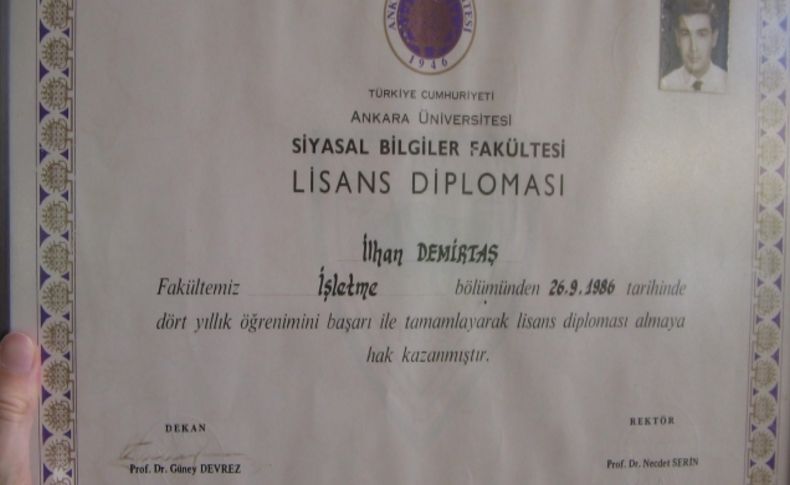 1946
TÜRKİYE CUMHURİYETİ
ANKARA ÜNİVERSİTESİ
SİYASAL BİLGİLER FAKÜLTESİ
LİSANS DİPLOMASI
İlhan DEMİRTAŞ
Fakültemiz İşletme bölümünden 26.9.1986 tarihinde
dört yıllık öğrenimini başarı ile tamamlayarak lisans diploması almaya
hak kazanmıştır.
DEKAN
REKTÖR
Prof. Dr. Güney DEVREZ
Prof. Dr. Necdet SERİN